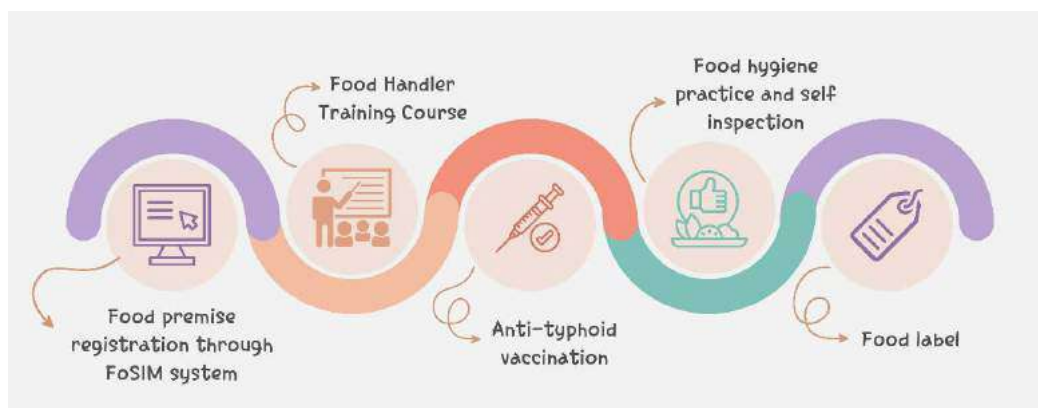 Food premise
registration through
FoSIM system
Food Handler
Training Course
Anti-typhoid
vaccination
Food hygiene
practice and self
inspection
Food label